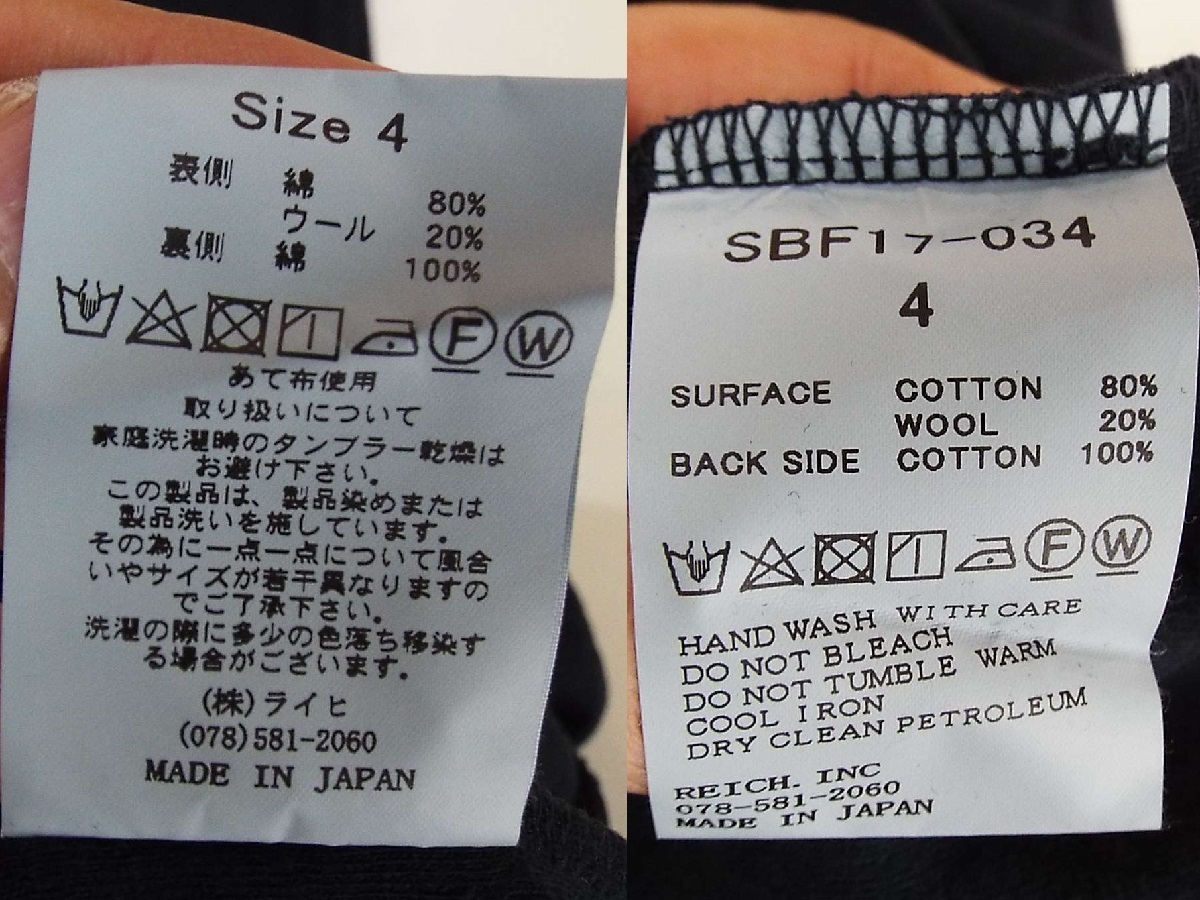 Size 4
表側 綿 80%
ウール 20%
裏側 綿 100%
F W
あて布使用
取り扱いについて
家庭洗濯時のタンブラー乾燥は
お避け下さい。
この製品は、製品染めまたは
製品洗いを施しています。
その為に一点一点について風合
いやサイズが若干異なりますの
でご了承下さい。
洗濯の際に多少の色落ち移染す
る場合がございます。
(株)ライヒ
(078)581-2060
MADE IN JAPAN
SBF17-034
4
SURFACE COTTON 80%
WOOL 20%
BACK SIDE COTTON 100%
F W
HAND WASH WITH CARE
DO NOT BLEACH
DO NOT TUMBLE WARM
COOL IRON
DRY CLEAN PETROLEUM
REICH. INC
078-581-2060
MADE IN JAPAN